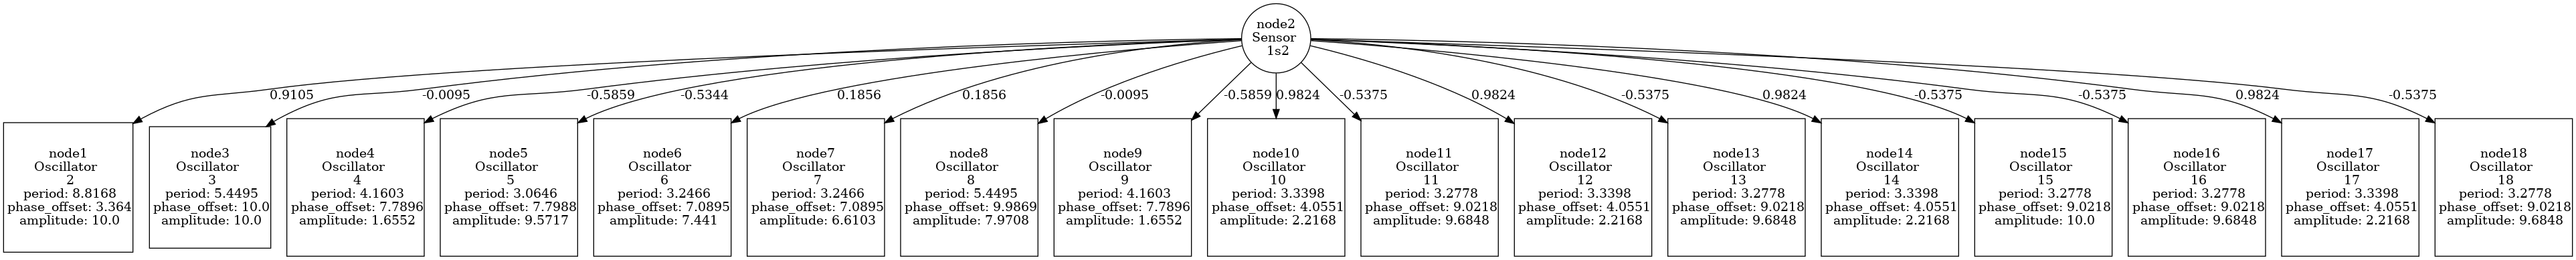 node2
Sensor
1s2
0.9105
-0.0095
-0.5859
-0.5344
0.1856
0.1856
-0.0095
-0.5859
0.9824
-0.5375
0.9824
-0.5375
0.9824
-0.5375
-0.5375
0.9824
-0.5375
node1
Oscillator
2
period: 8.8168
phase_offset: 3.364
amplitude: 10.0
node3
Oscillator
3
period: 5.4495
phase_offset: 10.0
amplitude: 10.0
node4
Oscillator
4
period: 4.1603
phase_offset: 7.7896
amplitude: 1.6552
node5
Oscillator
5
period: 3.0646
phase_offset: 7.7988
amplitude: 9.5717
node6
Oscillator
6
period: 3.2466
phase_offset: 7.0895
amplitude: 7.441
node7
Oscillator
7
period: 3.2466
phase_offset: 7.0895
amplitude: 6.6103
node8
Oscillator
8
period: 5.4495
phase_offset: 9.9869
amplitude: 7.9708
node9
Oscillator
9
period: 4.1603
phase_offset: 7.7896
amplitude: 1.6552
node10
Oscillator
10
period: 3.3398
phase_offset: 4.0551
amplitude: 2.2168
node11
Oscillator
11
period: 3.2778
phase_offset: 9.0218
amplitude: 9.6848
node12
Oscillator
12
period: 3.3398
phase_offset: 4.0551
amplitude: 2.2168
node13
Oscillator
13
period: 3.2778
phase_offset: 9.0218
amplitude: 9.6848
node14
Oscillator
14
period: 3.3398
phase_offset: 4.0551
amplitude: 2.2168
node15
Oscillator
15
period: 3.2778
phase_offset: 9.0218
amplitude: 10.0
node16
Oscillator
16
period: 3.2778
phase_offset: 9.0218
amplitude: 9.6848
node17
Oscillator
17
period: 3.3398
phase_offset: 4.0551
amplitude: 2.2168
node18
Oscillator
18
period: 3.2778
phase_offset: 9.0218
amplitude: 9.6848